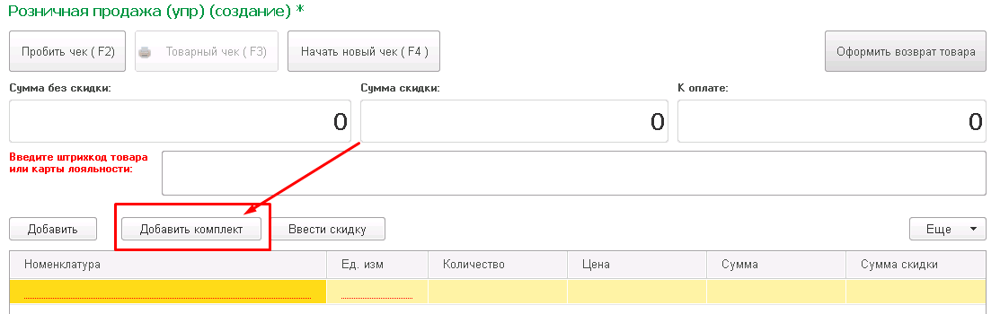 Розничная продажа (упр) (создание) *
Пробить чек ( F2) Товарный чек ( F3) Начать новый чек ( F4 ) Оформить возврат товара
Сумма без скидки: Сумма скидки: К оплате:
0 0 0
Введите штрихкод товара
или карты лояльности:
Добавить Добавить комплект Ввести скидку Еще
Номенклатура Ед. изм Количество Цена Сумма Сумма скидки